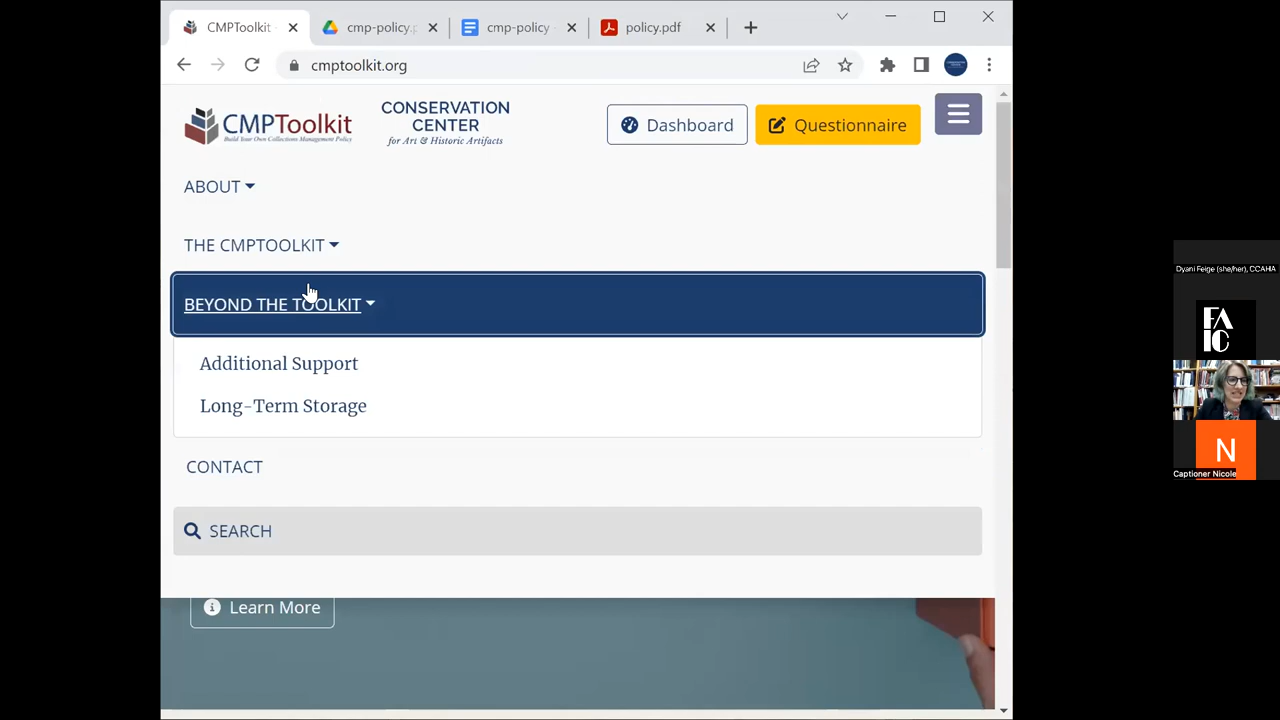 CMPToolkit -
cmp-policy.p
cmp-policy -
policy.pdf
cmptoolkit.org
CMPToolkit
Build Your Own Collections Management Policy
CONSERVATION
CENTER
for Art & Historic Artifacts
Dashboard
Questionnaire
ABOUT
THE CMPTOOLKIT
BEYOND THE TOOLKIT
Additional Support
Long-Term Storage
CONTACT
SEARCH
Learn More
Dyani Feige (she/her), CCAHA
FAIC
N
Captioner Nicole